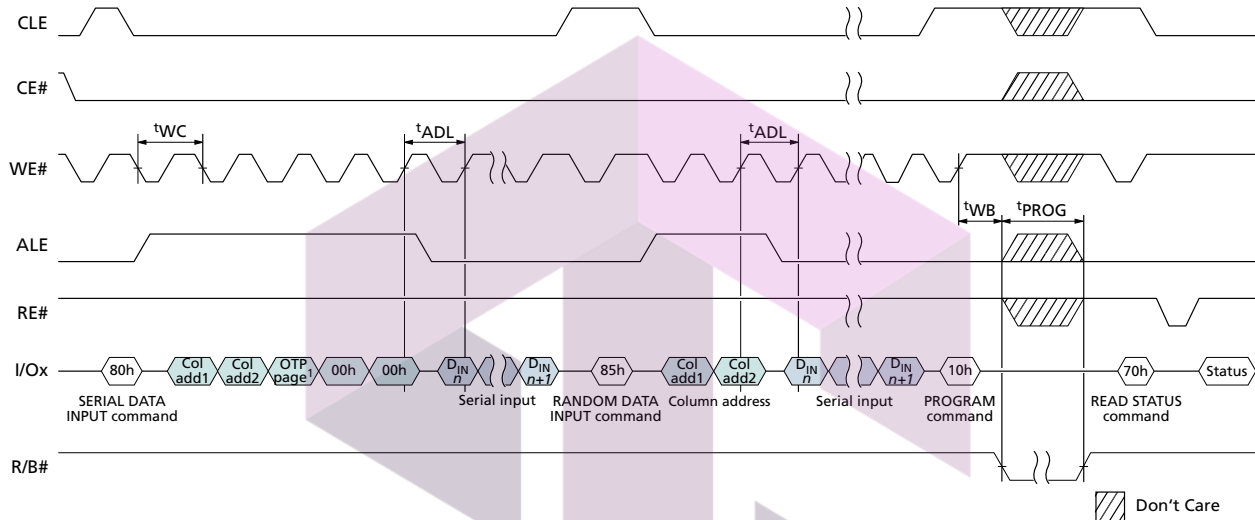 CLE
CE#
tWC
tADL
tADL
WE#
tWB
tPROG
ALE
RE#
I/Ox
80h
Col
add1
Col
add2
OTP
page1
00h
00h
DIN
n
DIN
n+1
85h
Col
add1
Col
add2
DIN
n
DIN
n+1
10h
70h
Status
SERIAL DATA
INPUT command
Serial input
RANDOM DATA
INPUT command
Column address
Serial input
PROGRAM
command
READ STATUS
command
R/B#
Don't Care